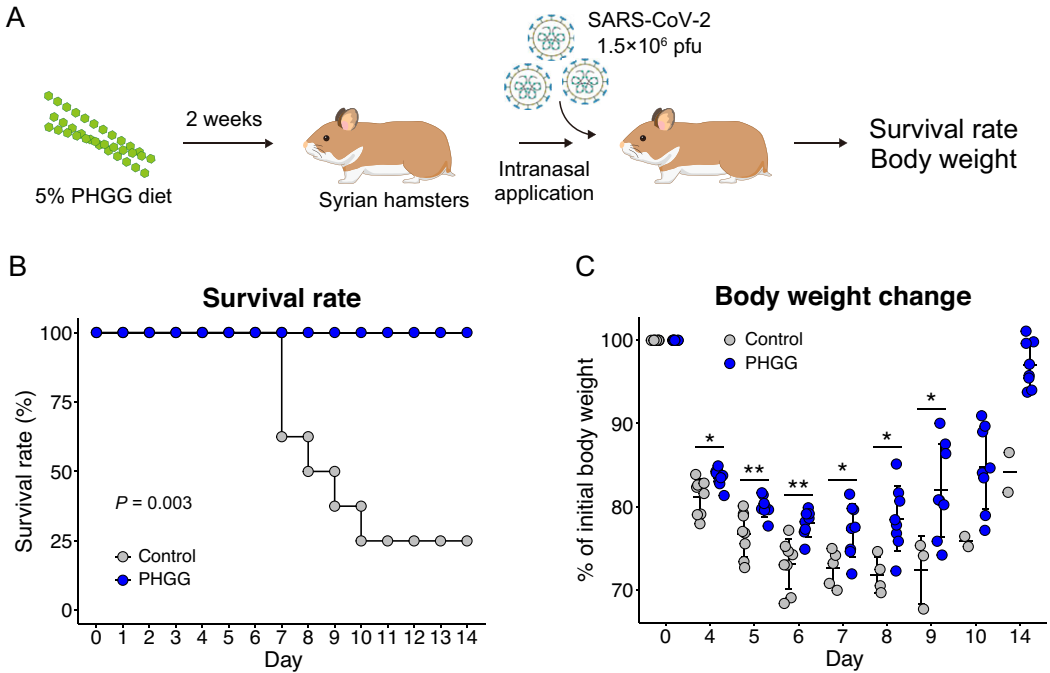 A
SARS-CoV-2
1.5×10⁶ pfu
2 weeks
5% PHGG diet
Syrian hamsters
Intranasal
application
Survival rate
Body weight
B
Survival rate
Survival rate (%)
100
75
50
25
0
P = 0.003
Control
PHGG
0 1 2 3 4 5 6 7 8 9 10 11 12 13 14
Day
C
Body weight change
% of initial body weight
100
90
80
70
Control
PHGG
* ** ** * * *
0 4 5 6 7 8 9 10 14
Day